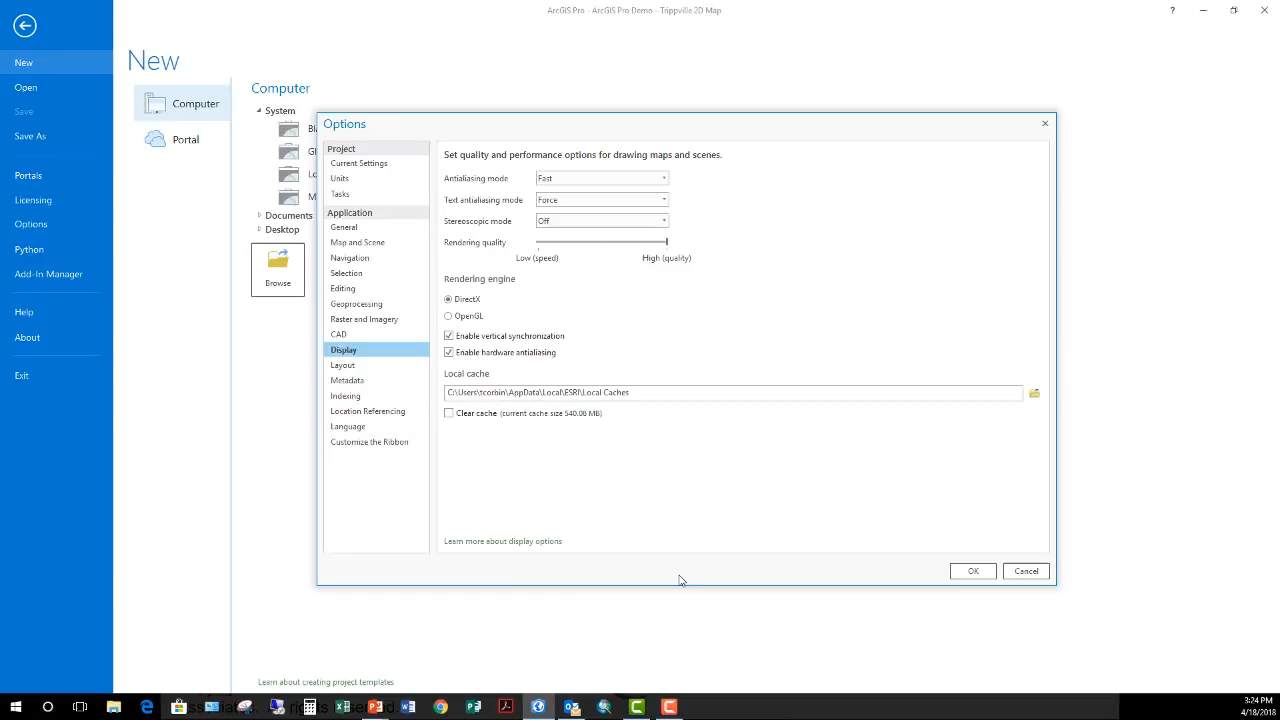 ArcGIS Pro - ArcGIS Pro Demo - Trippville 2D Map
?
New
Open
Save
Save As
Portals
Licensing
Options
Python
Add-In Manager
Help
About
Exit
New
Computer
Portal
Computer
System
Documents
Desktop
Browse
Learn about creating project templates
Options
Project
Current Settings
Units
Tasks
Application
General
Map and Scene
Navigation
Selection
Editing
Geoprocessing
Raster and Imagery
CAD
Display
Layout
Metadata
Indexing
Location Referencing
Language
Customize the Ribbon
Set quality and performance options for drawing maps and scenes.
Antialiasing mode Fast
Text antialiasing mode Force
Stereoscopic mode Off
Rendering quality
Low (speed) High (quality)
Rendering engine
DirectX
OpenGL
Enable vertical synchronization
Enable hardware antialiasing
Local cache
C:\Users\tcorbin\AppData\Local\ESRI\Local Caches
Clear cache (current cache size 540.08 MB)
Learn more about display options
OK Cancel
3:24 PM
4/18/2018